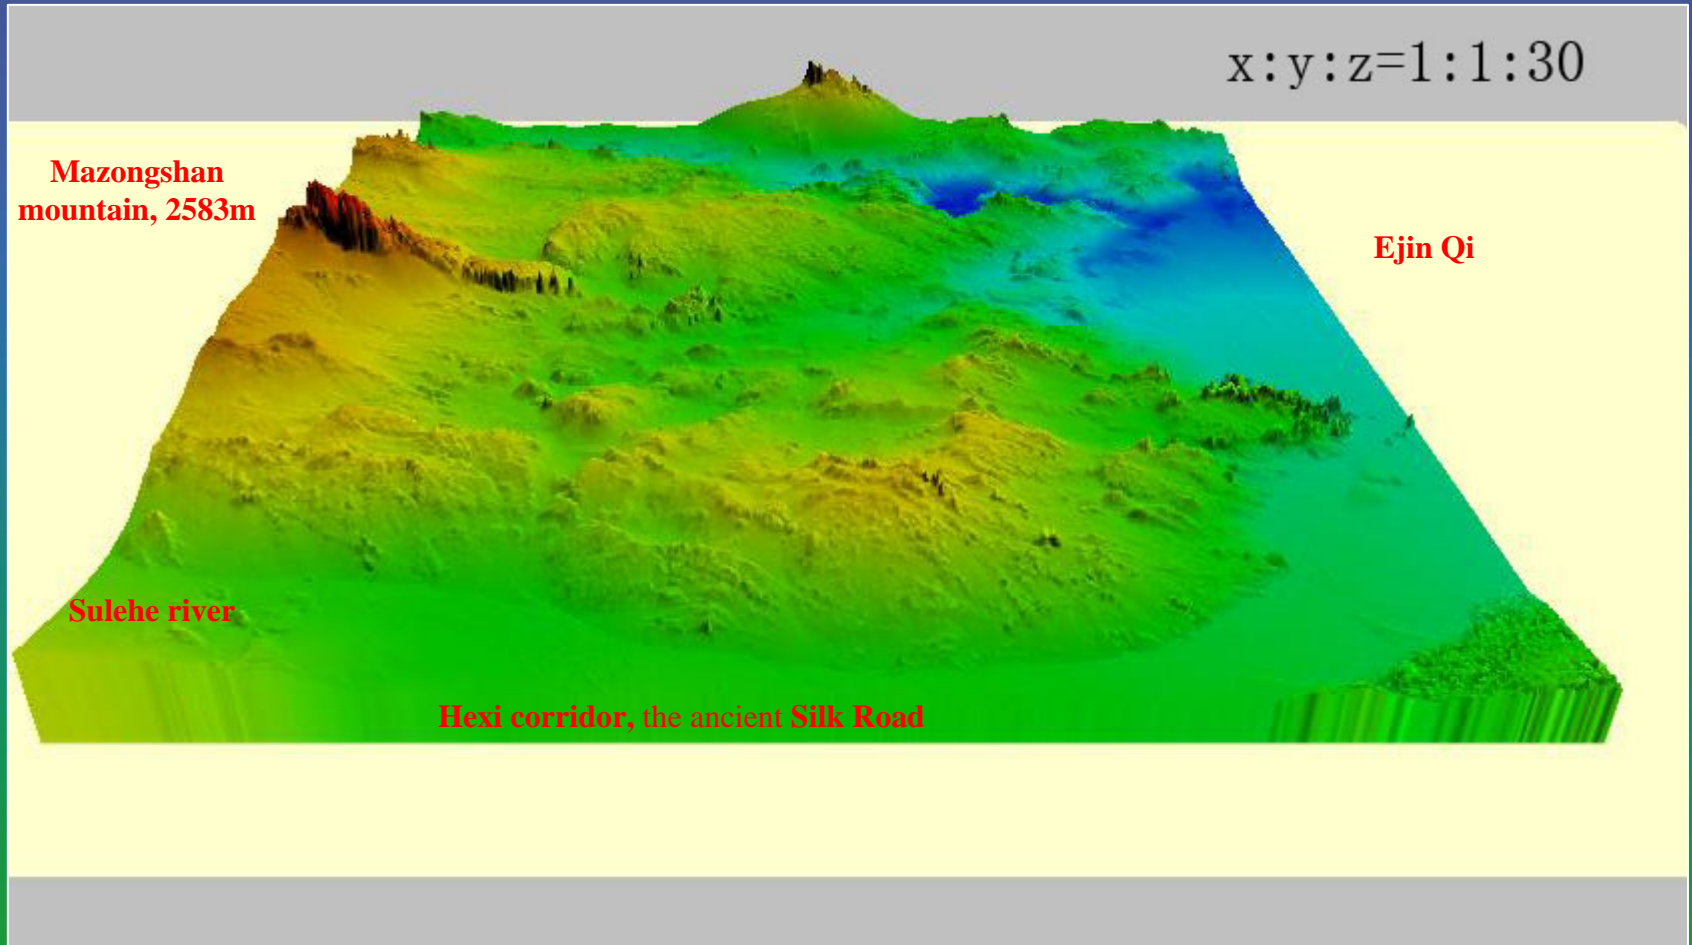 x:y:z=1:1:30
Mazongshan
mountain, 2583m
Ejin Qi
Sulehe river
Hexi corridor, the ancient Silk Road